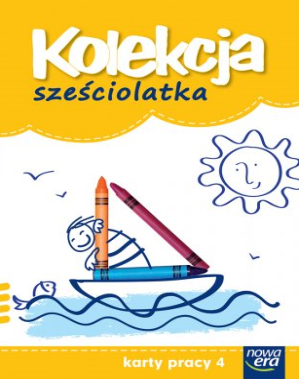 Kolekcja
sześciolatka
karty pracy 4
nowa
era